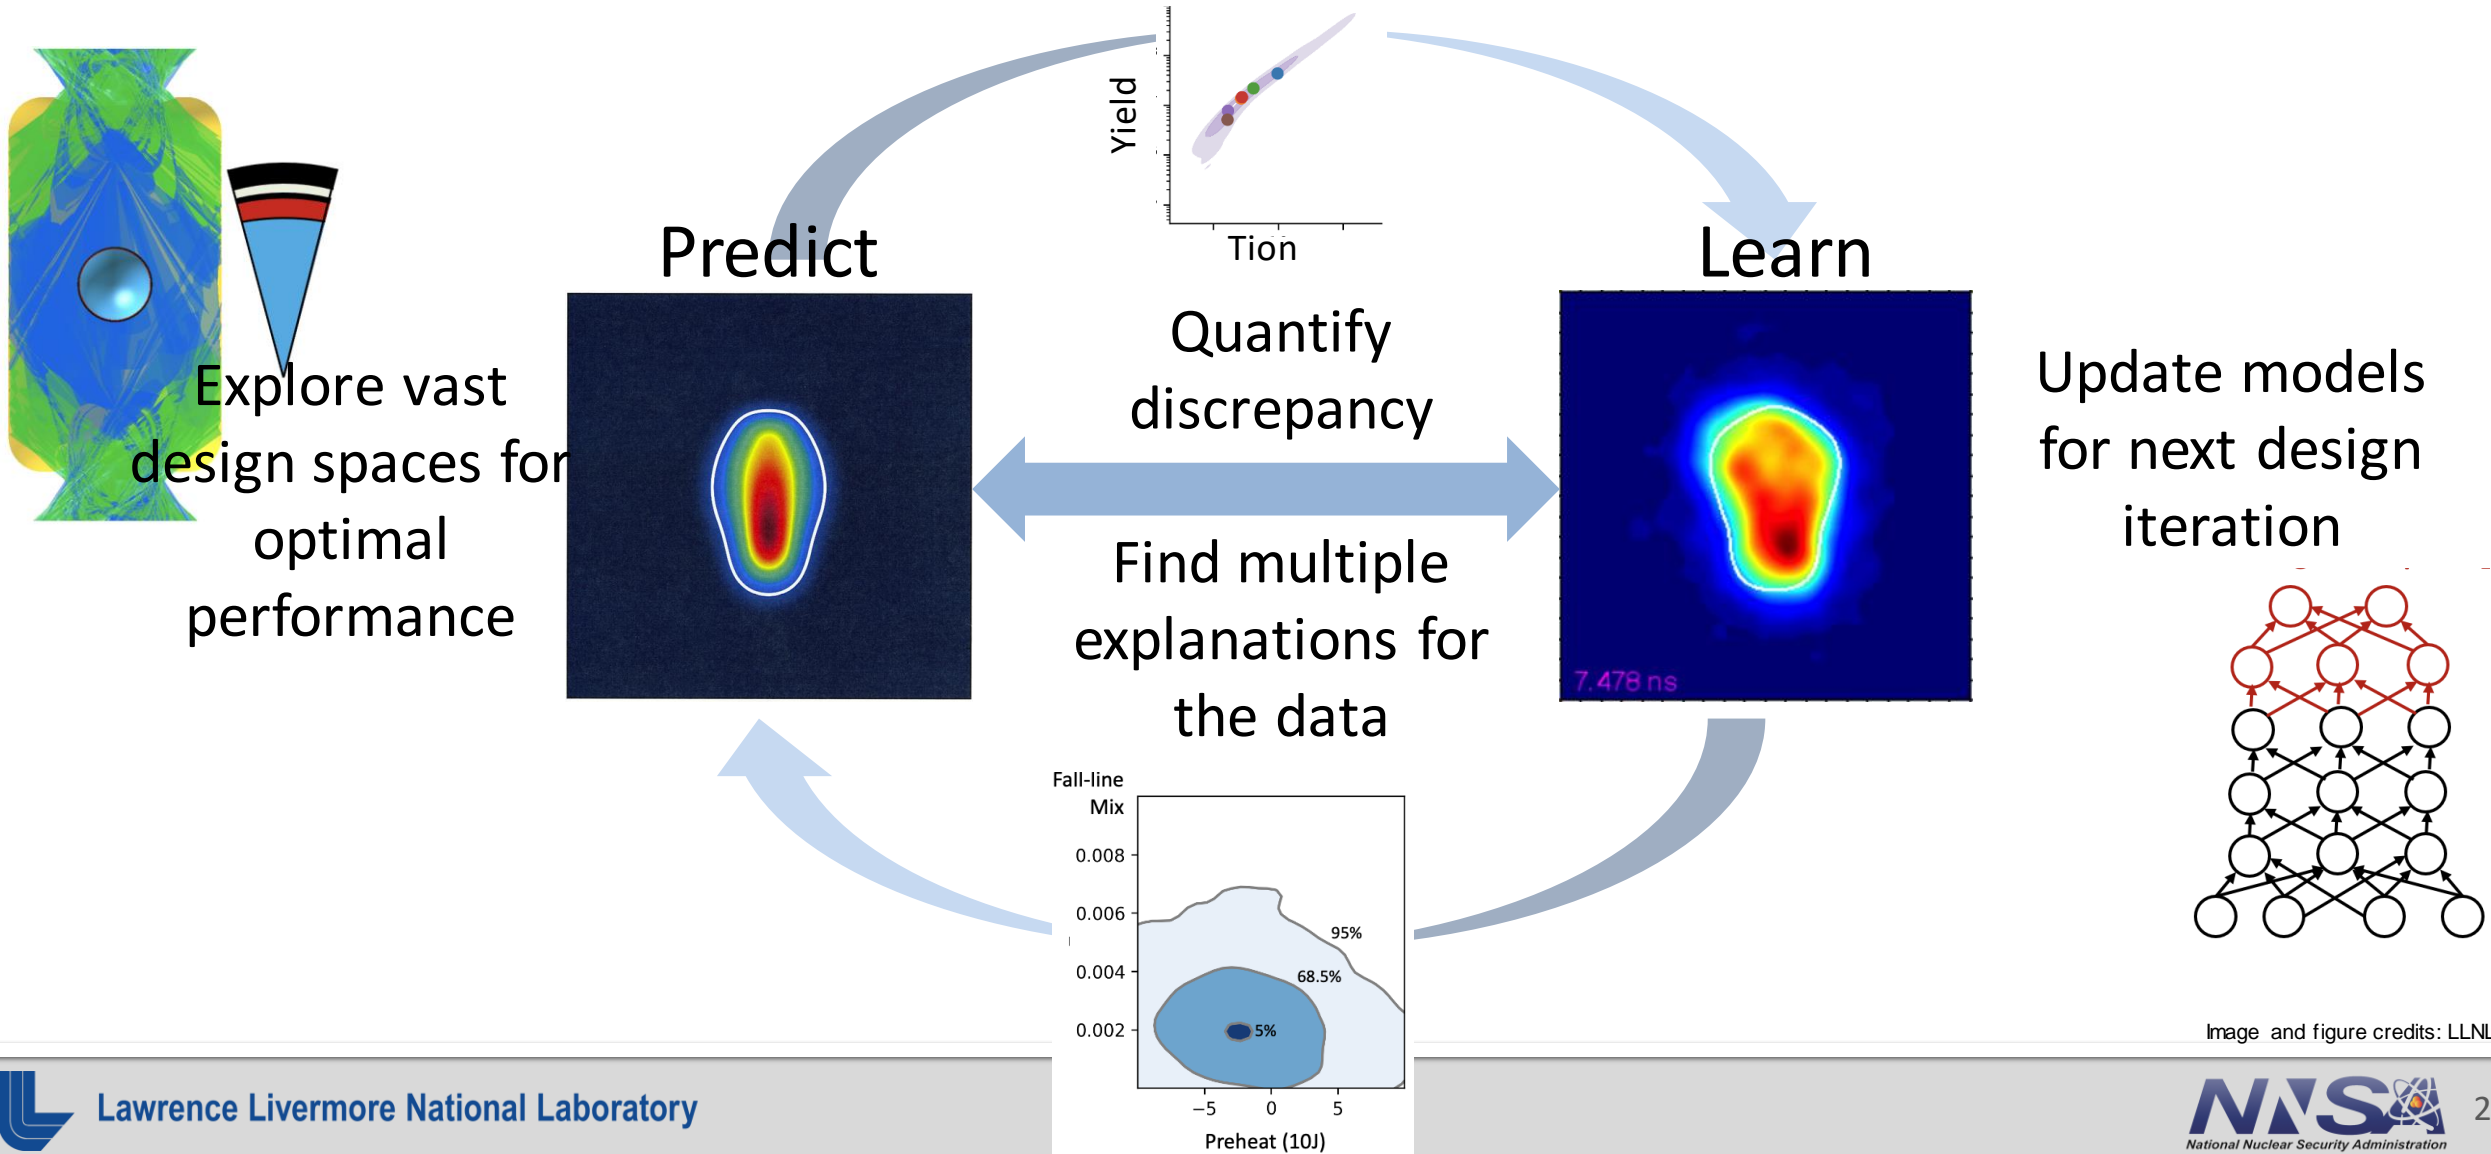 Yield
Tion
Predict
Learn
Explore vast
design spaces for
optimal
performance
Quantify
discrepancy
Find multiple
explanations for
the data
7.478 ns
Update models
for next design
iteration
Fall-line
Mix
0.008
0.006
0.004
0.002
95%
68.5%
5%
−5 0 5
Preheat (10J)
Image and figure credits: LLNL
Lawrence Livermore National Laboratory
NNSA
National Nuclear Security Administration
2